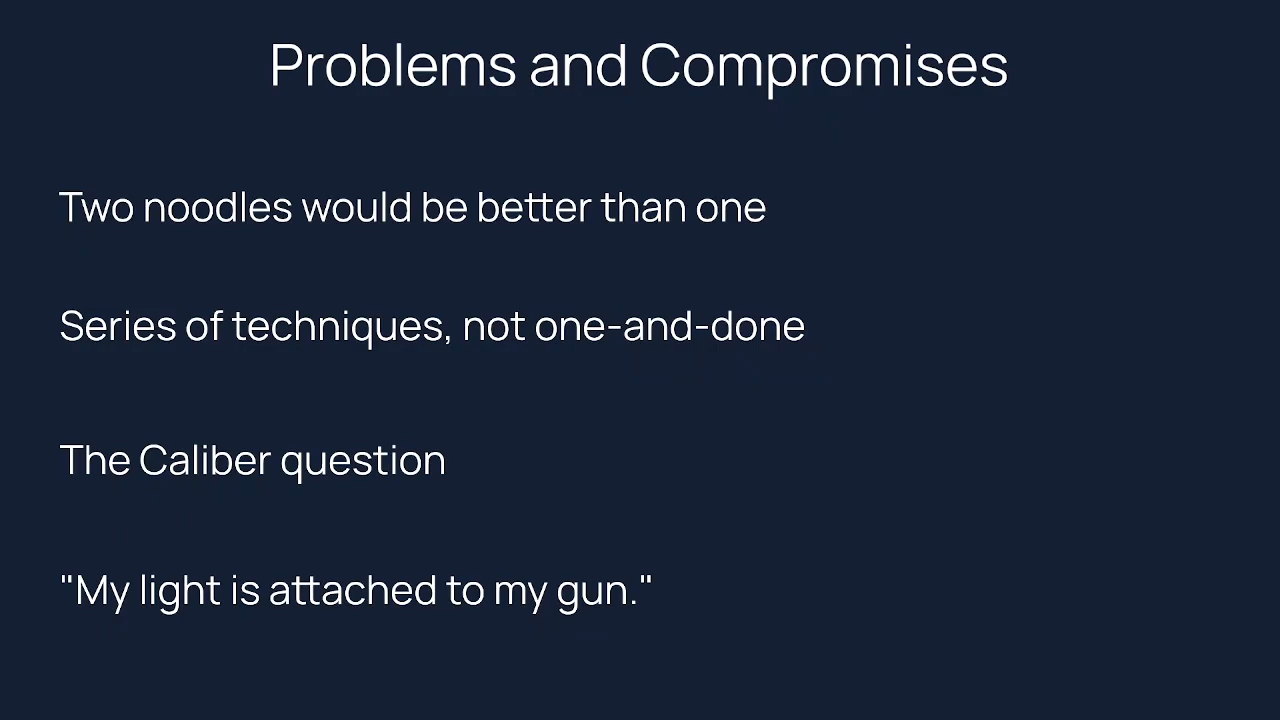 Problems and Compromises
Two noodles would be better than one
Series of techniques, not one-and-done
The Caliber question
"My light is attached to my gun."